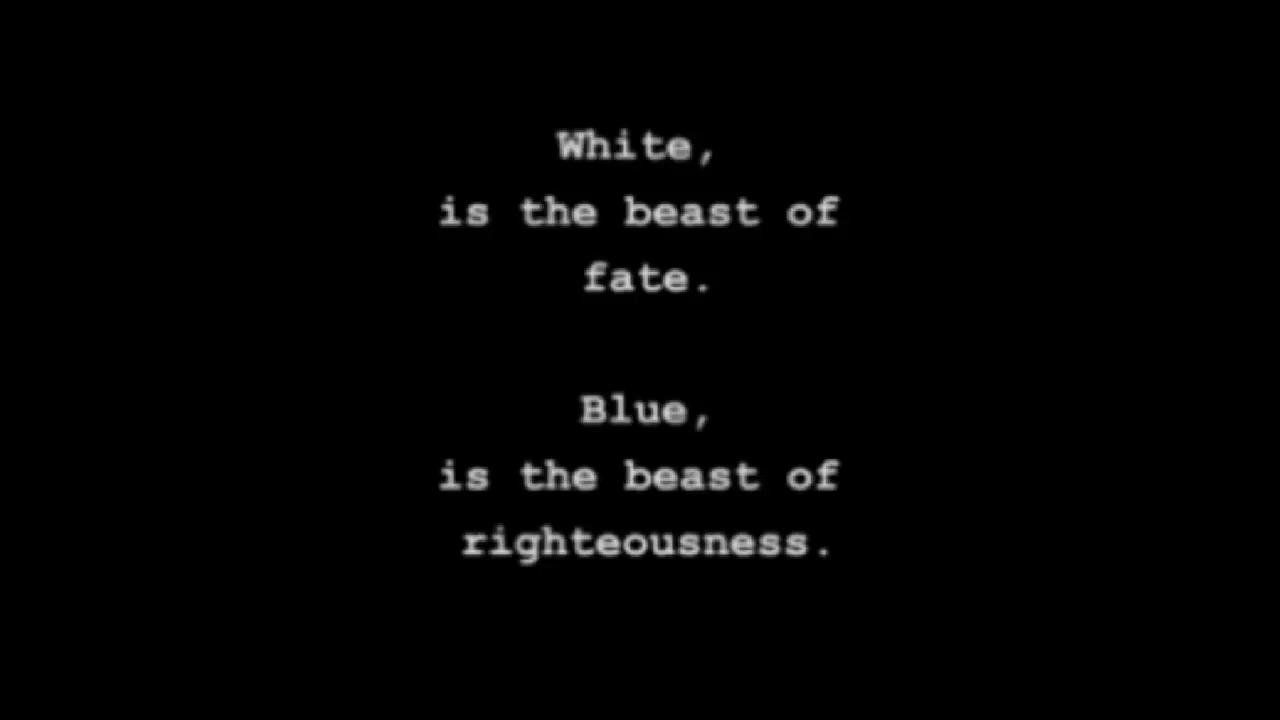 White,
is the beast of
fate.
Blue,
is the beast of
righteousness.